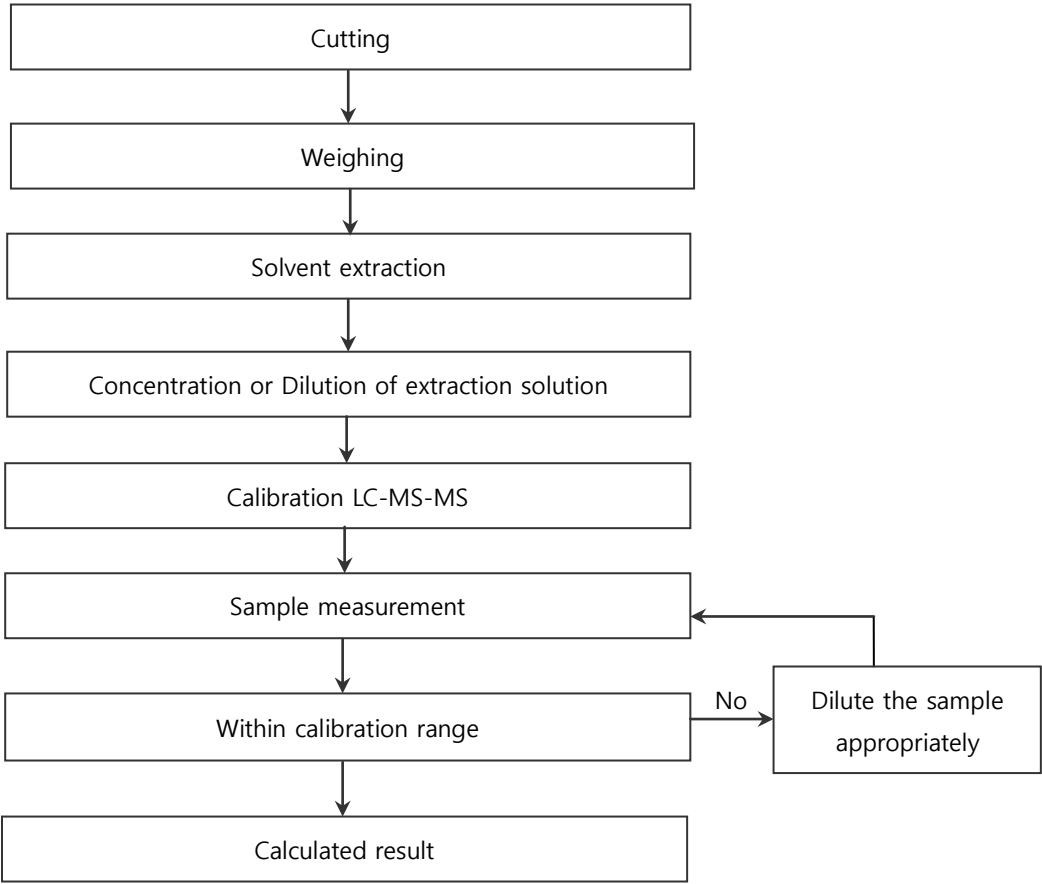 Cutting
Weighing
Solvent extraction
Concentration or Dilution of extraction solution
Calibration LC-MS-MS
Sample measurement
Within calibration range
No
Dilute the sample
appropriately
Calculated result